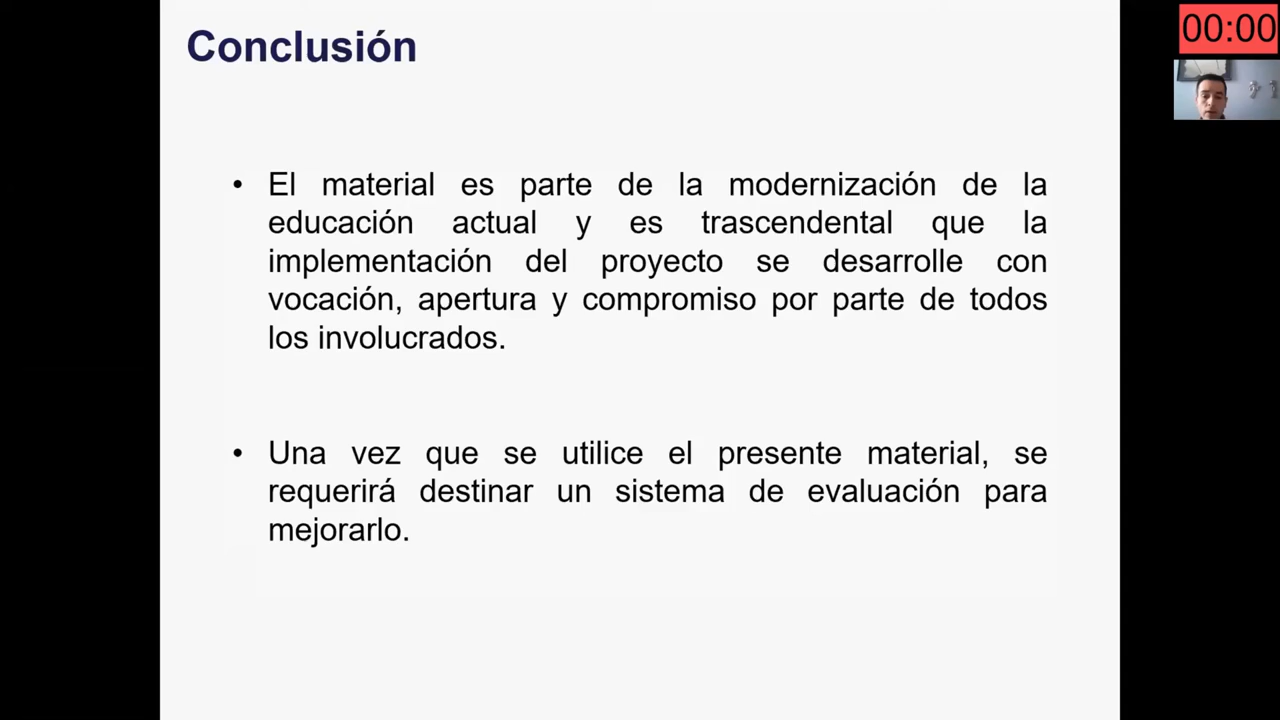 Conclusión
00:00
• El material es parte de la modernización de la
educación actual y es trascendental que la
implementación del proyecto se desarrolle con
vocación, apertura y compromiso por parte de todos
los involucrados.
• Una vez que se utilice el presente material, se
requerirá destinar un sistema de evaluación para
mejorarlo.